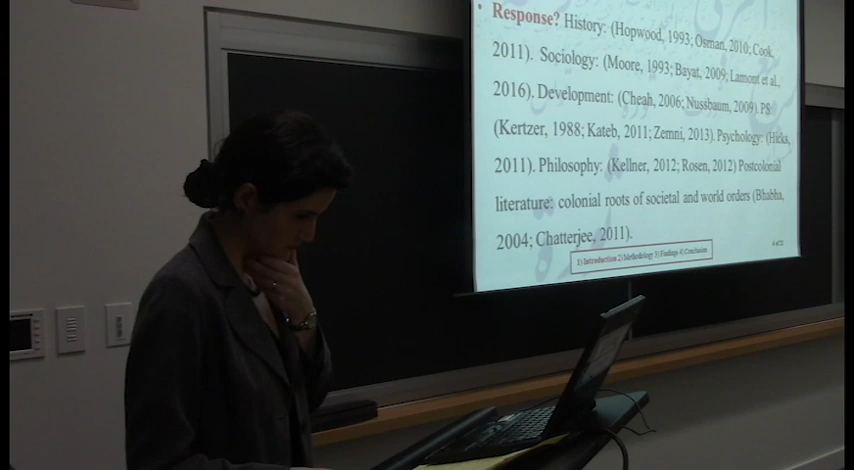 • Response? History: (Hopwood, 1993; Osman, 2010; Cook,
2011). Sociology: (Moore, 1993; Bayat, 2009; Lamont et al.,
2016). Development: (Cheah, 2006; Nussbaum, 2009). PS:
(Kertzer, 1988; Kateb, 2011; Zemni, 2013). Psychology: (Hicks,
2011). Philosophy: (Kellner, 2012; Rosen, 2012) Postcolonial
literature: colonial roots of societal and world orders (Bhabha,
2004; Chatterjee, 2011).
1) Introduction 2) Methodology 3) Findings 4) Conclusion